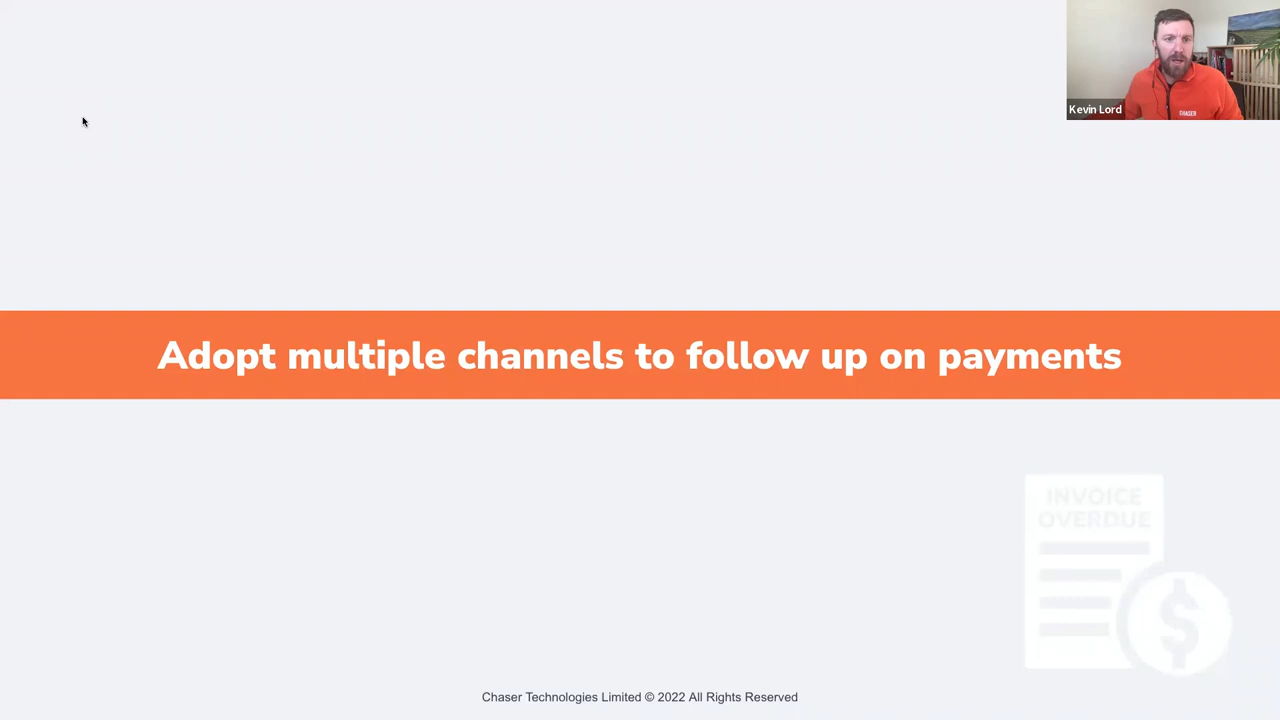 Kevin Lord
CHASER
Adopt multiple channels to follow up on payments
INVOICE
OVERDUE
$
Chaser Technologies Limited © 2022 All Rights Reserved